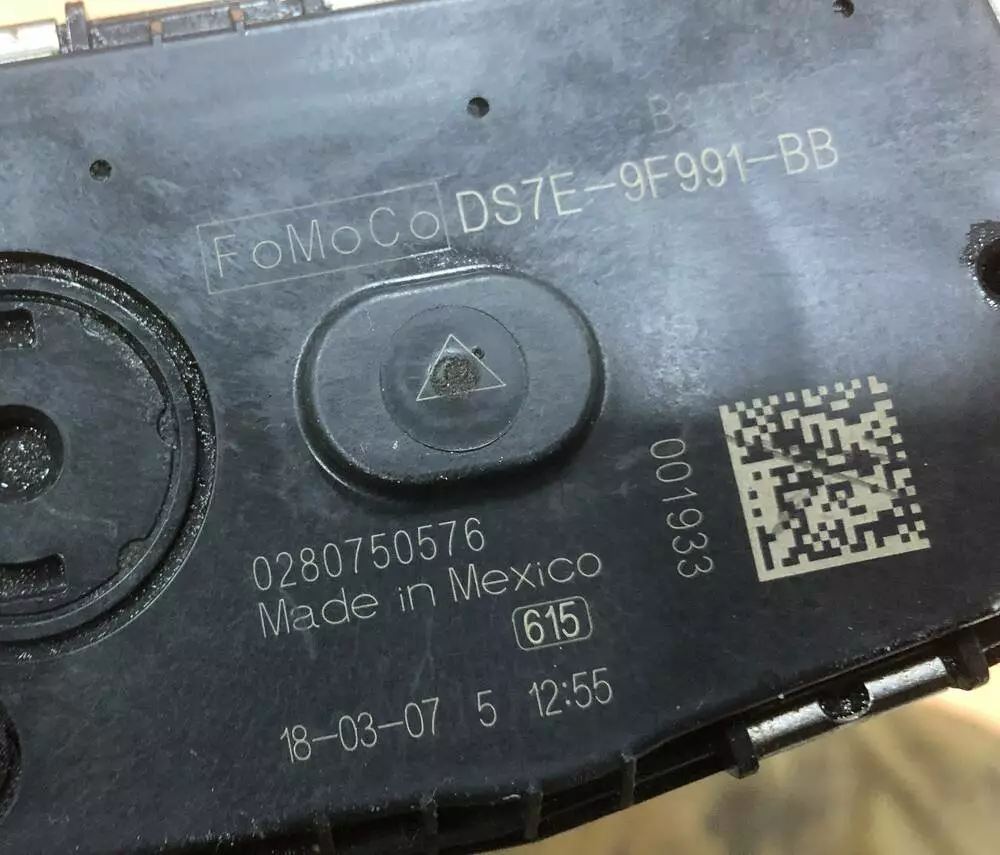 FoMoCo DS7E-9F991-BB
001933
0280750576
Made in Mexico
615
18-03-07 5 12:55